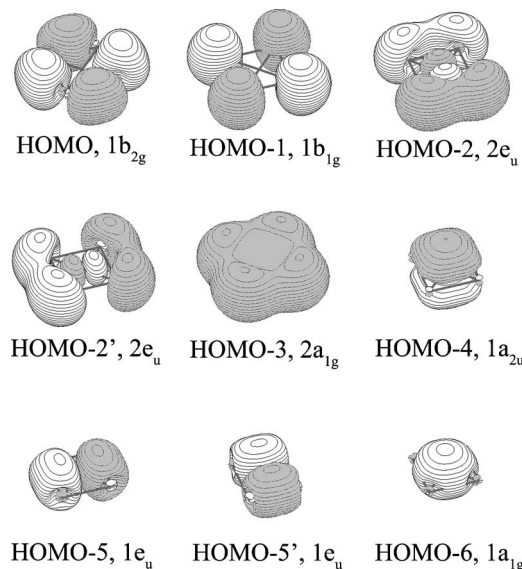 HOMO, 1b2g
HOMO-1, 1b1g
HOMO-2, 2eu
HOMO-2’, 2eu
HOMO-3, 2a1g
HOMO-4, 1a2u
HOMO-5, 1eu
HOMO-5’, 1eu
HOMO-6, 1a1g